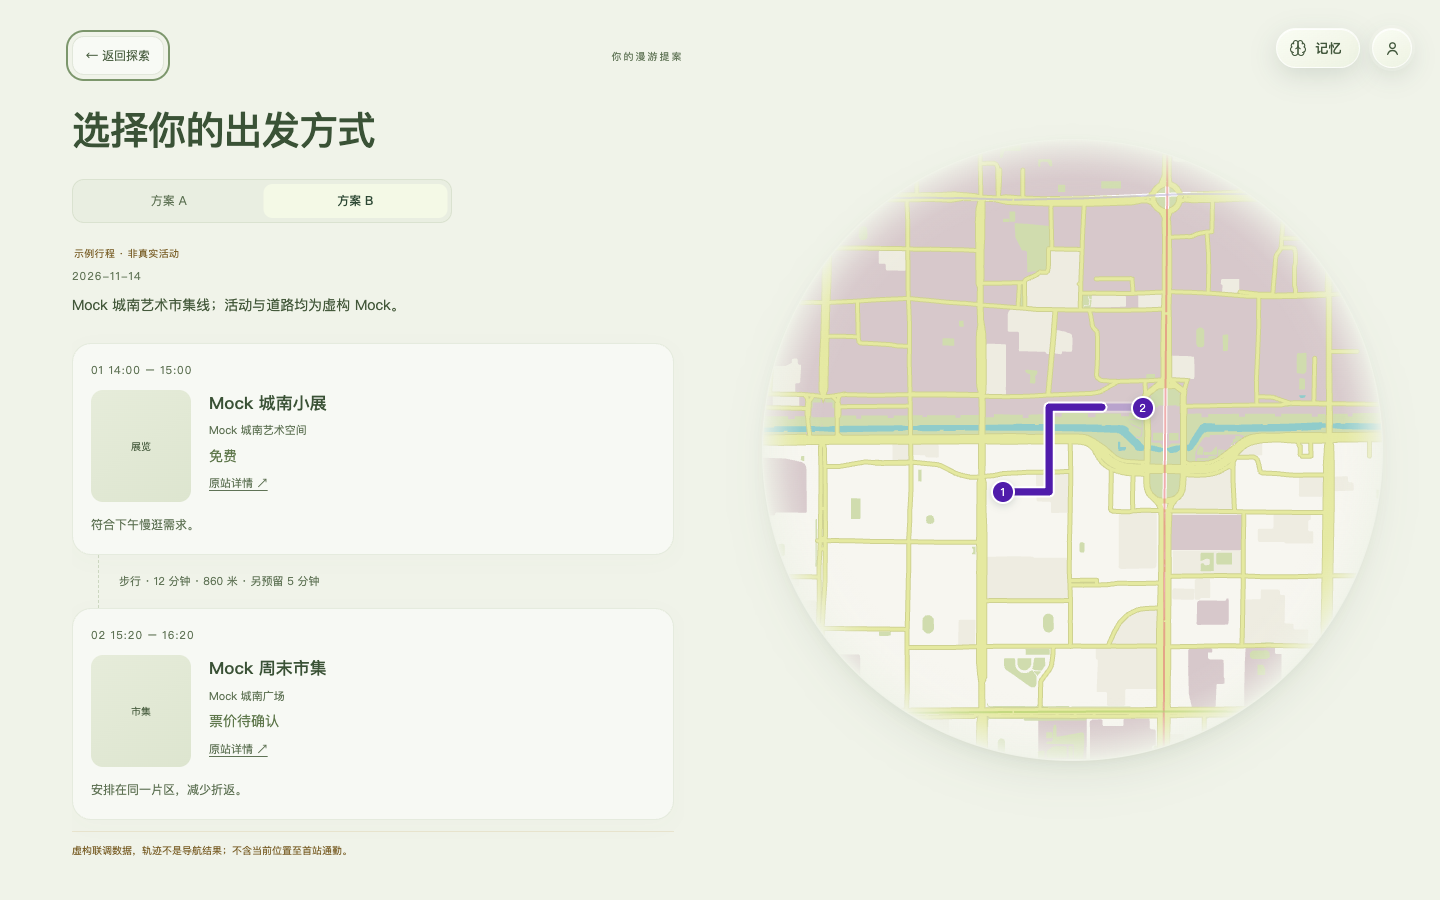 ← 返回探索
你的漫游提案
记忆
选择你的出发方式
方案 A
方案 B
示例行程 · 非真实活动
2026-11-14
Mock 城南艺术市集线；活动与道路均为虚构 Mock。
01 14:00 — 15:00
展览
Mock 城南小展
Mock 城南艺术空间
免费
原站详情 ↗
符合下午慢逛需求。
步行 · 12 分钟 · 860 米 · 另预留 5 分钟
02 15:20 — 16:20
市集
Mock 周末市集
Mock 城南广场
票价待确认
原站详情 ↗
安排在同一片区，减少折返。
虚构联调数据，轨迹不是导航结果；不含当前位置至首站通勤。
2
1